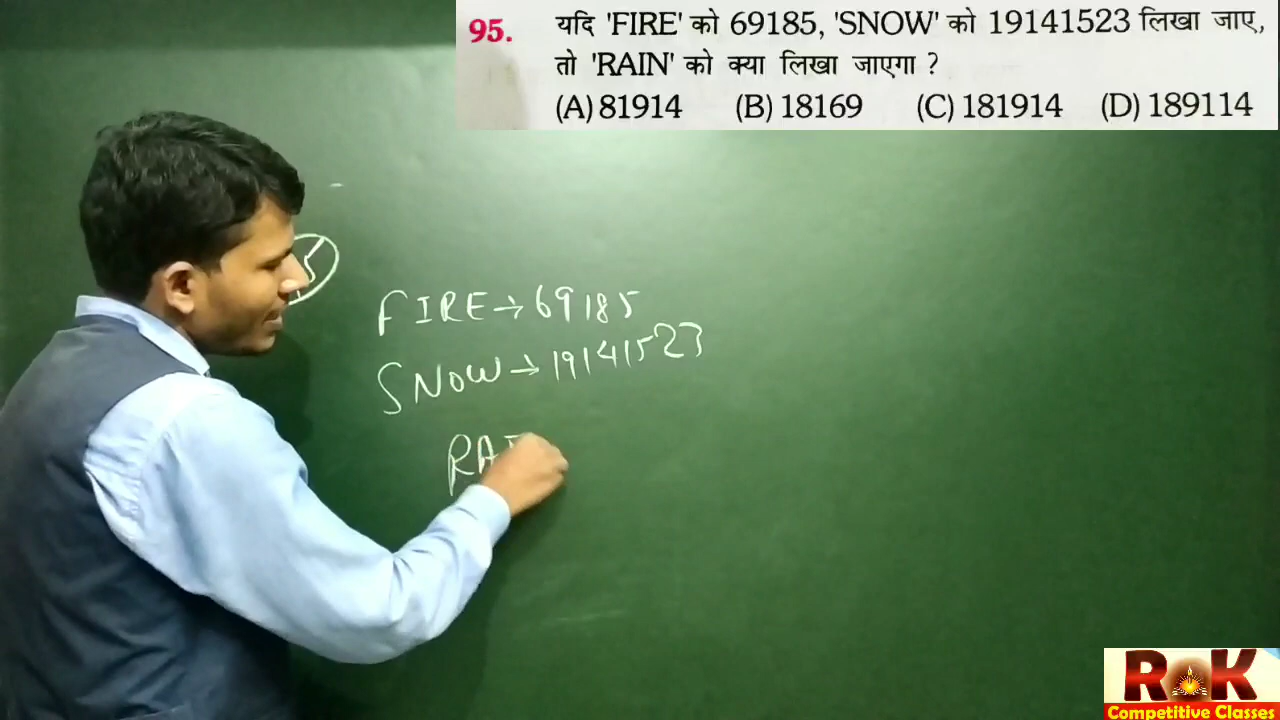 95. यदि 'FIRE' को 69185, 'SNOW' को 19141523 लिखा जाए,
तो 'RAIN' को क्या लिखा जाएगा ?
(A) 81914 (B) 18169 (C) 181914 (D) 189114
FIRE → 69185
SNOW → 19141523
RAI
RK
Competitive Classes